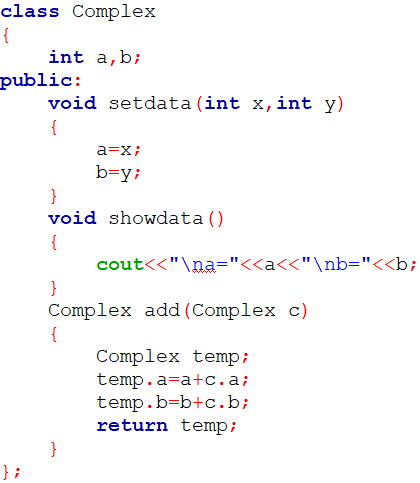 class Complex
{
    int a,b;
public:
    void setdata(int x,int y)
    {
        a=x;
        b=y;
    }
    void showdata()
    {
        cout<<"\na="<<a<<"\nb="<<b;
    }
    Complex add(Complex c)
    {
        Complex temp;
        temp.a=a+c.a;
        temp.b=b+c.b;
        return temp;
    }
};